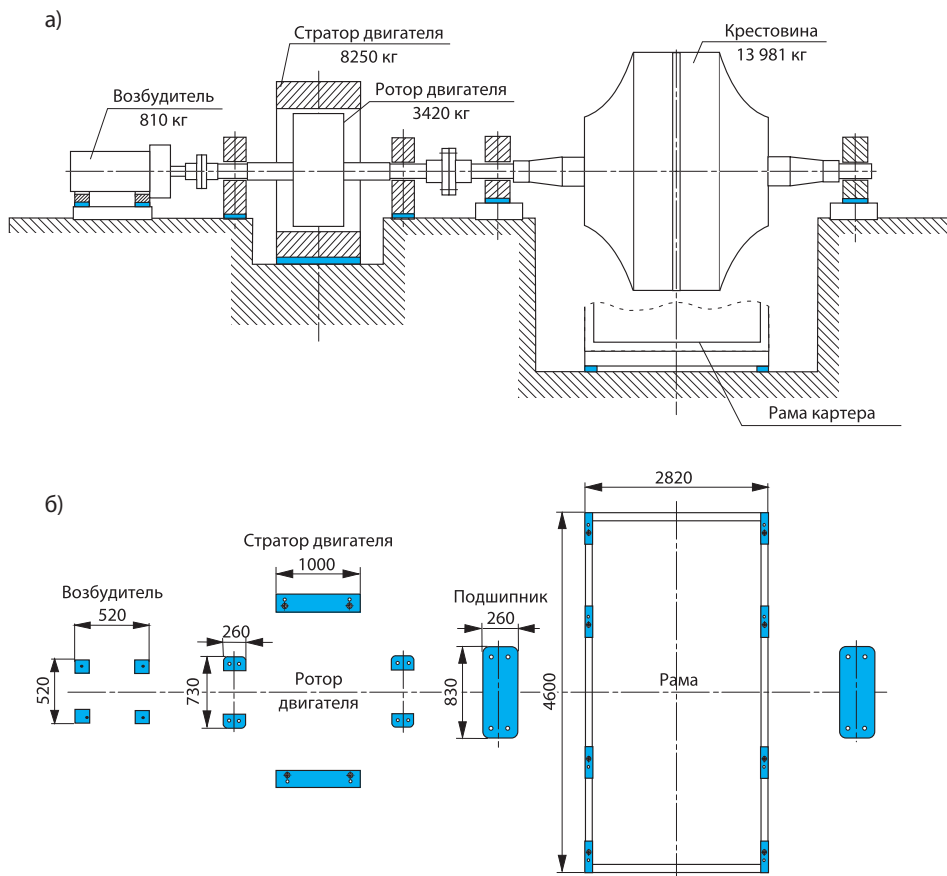 а)
Стратор двигателя
8250 кг
Крестовина
13 981 кг
Возбудитель
810 кг
Ротор двигателя
3420 кг
Рама картера
б)
2820
Стратор двигателя
1000
Возбудитель
520
Подшипник
260
260
520
730
Ротор
двигателя
830
4600
Рама